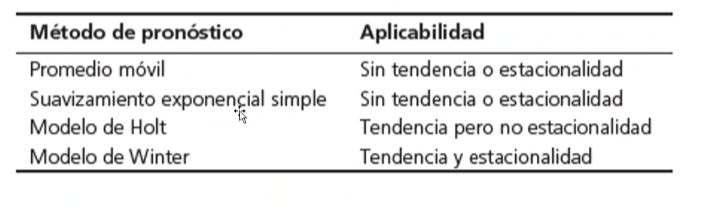 Método de pronóstico Aplicabilidad
Promedio móvil Sin tendencia o estacionalidad
Suavizamiento exponencial simple Sin tendencia o estacionalidad
Modelo de Holt Tendencia pero no estacionalidad
Modelo de Winter Tendencia y estacionalidad